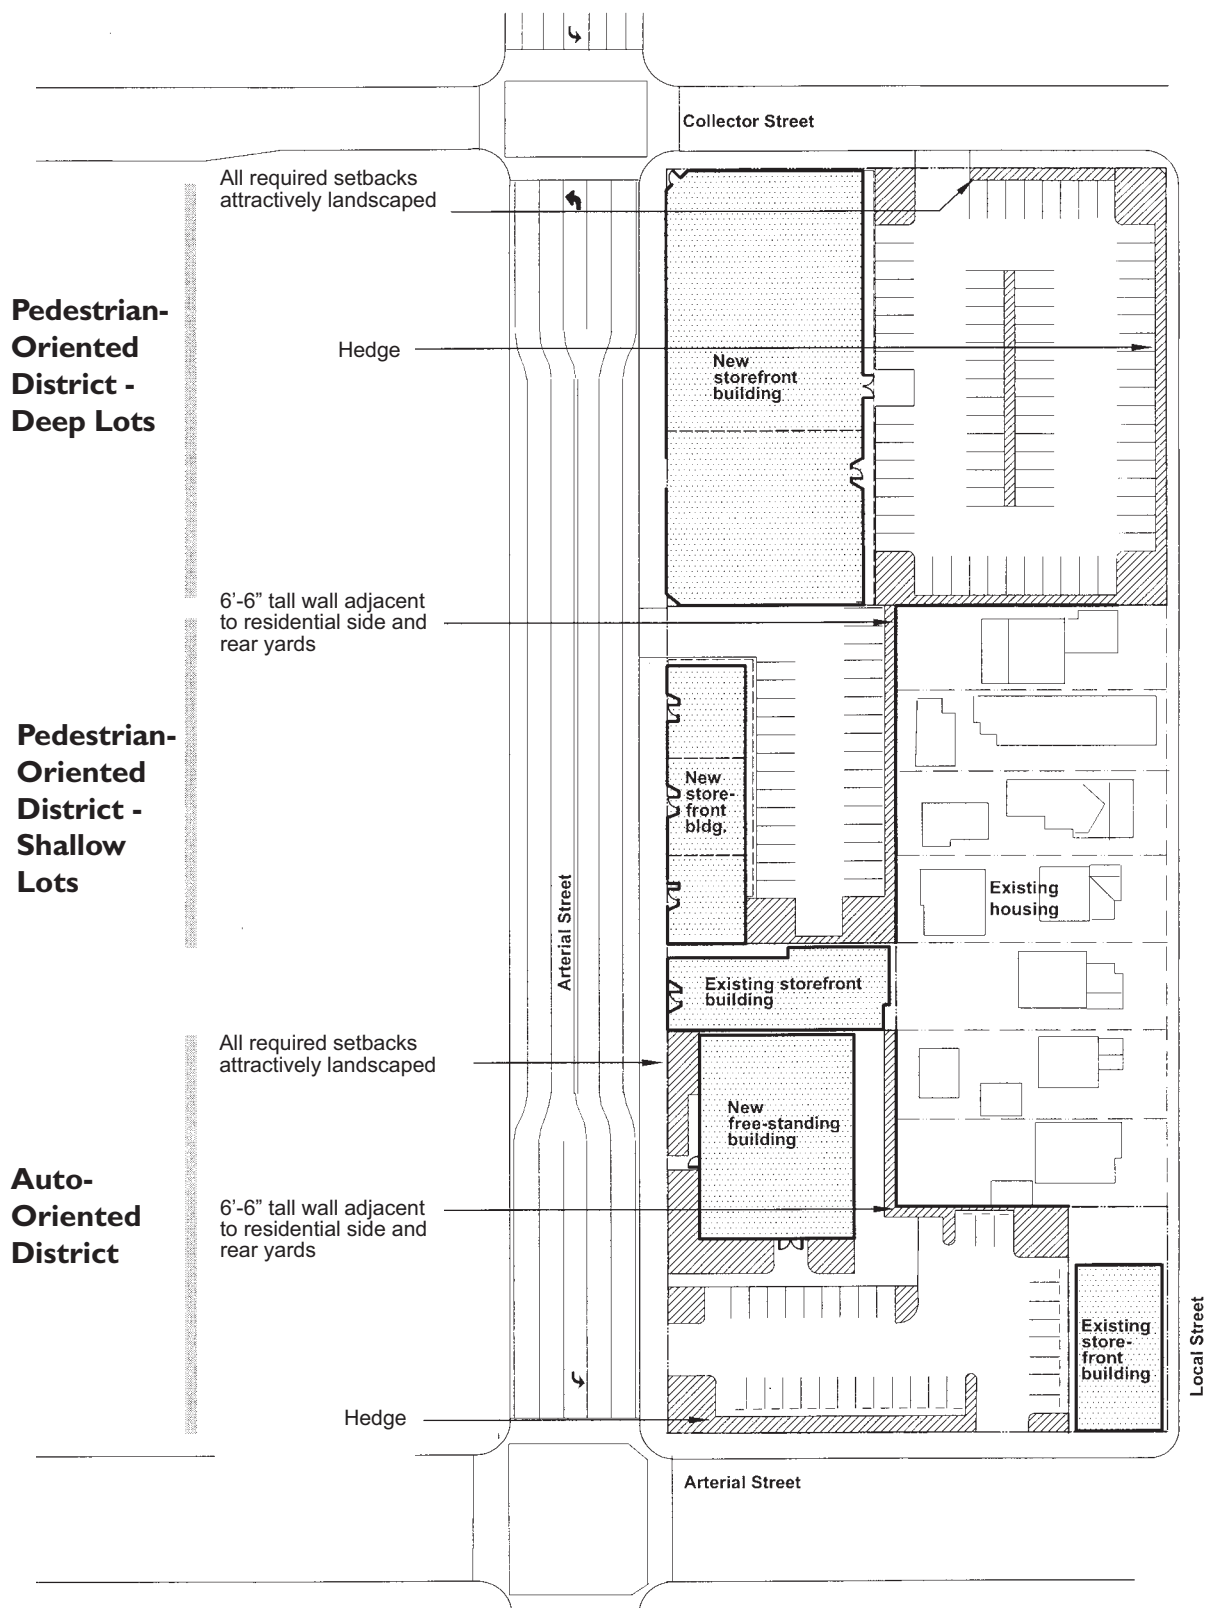 Collector Street
All required setbacks
attractively landscaped
Pedestrian-
Oriented
District -
Deep Lots
Hedge
New
storefront
building
6’-6” tall wall adjacent
to residential side and
rear yards
Pedestrian-
Oriented
District -
Shallow
Lots
New
store-
front
bldg.
Existing
housing
Arterial Street
Existing storefront
building
All required setbacks
attractively landscaped
New
free-standing
building
Auto-
Oriented
District
6’-6” tall wall adjacent
to residential side and
rear yards
Existing
store-
front
building
Local Street
Hedge
Arterial Street